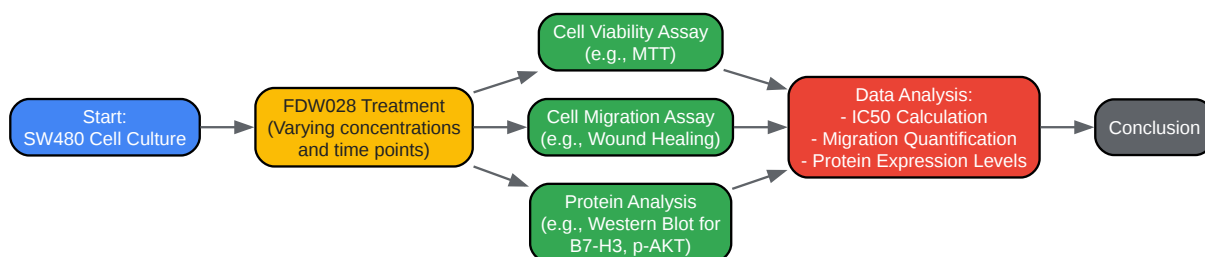 Start:
SW480 Cell Culture
FDW028 Treatment
(Varying concentrations
and time points)
Cell Viability Assay
(e.g., MTT)
Cell Migration Assay
(e.g., Wound Healing)
Protein Analysis
(e.g., Western Blot for
B7-H3, p-AKT)
Data Analysis:
- IC50 Calculation
- Migration Quantification
- Protein Expression Levels
Conclusion